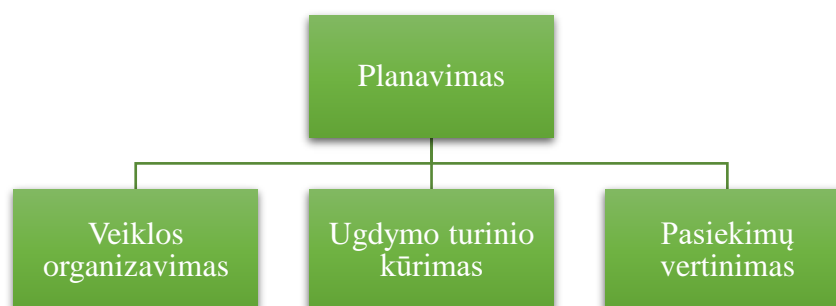 Planavimas
Veiklos
organizavimas
Ugdymo turinio
kūrimas
Pasiekimų
vertinimas